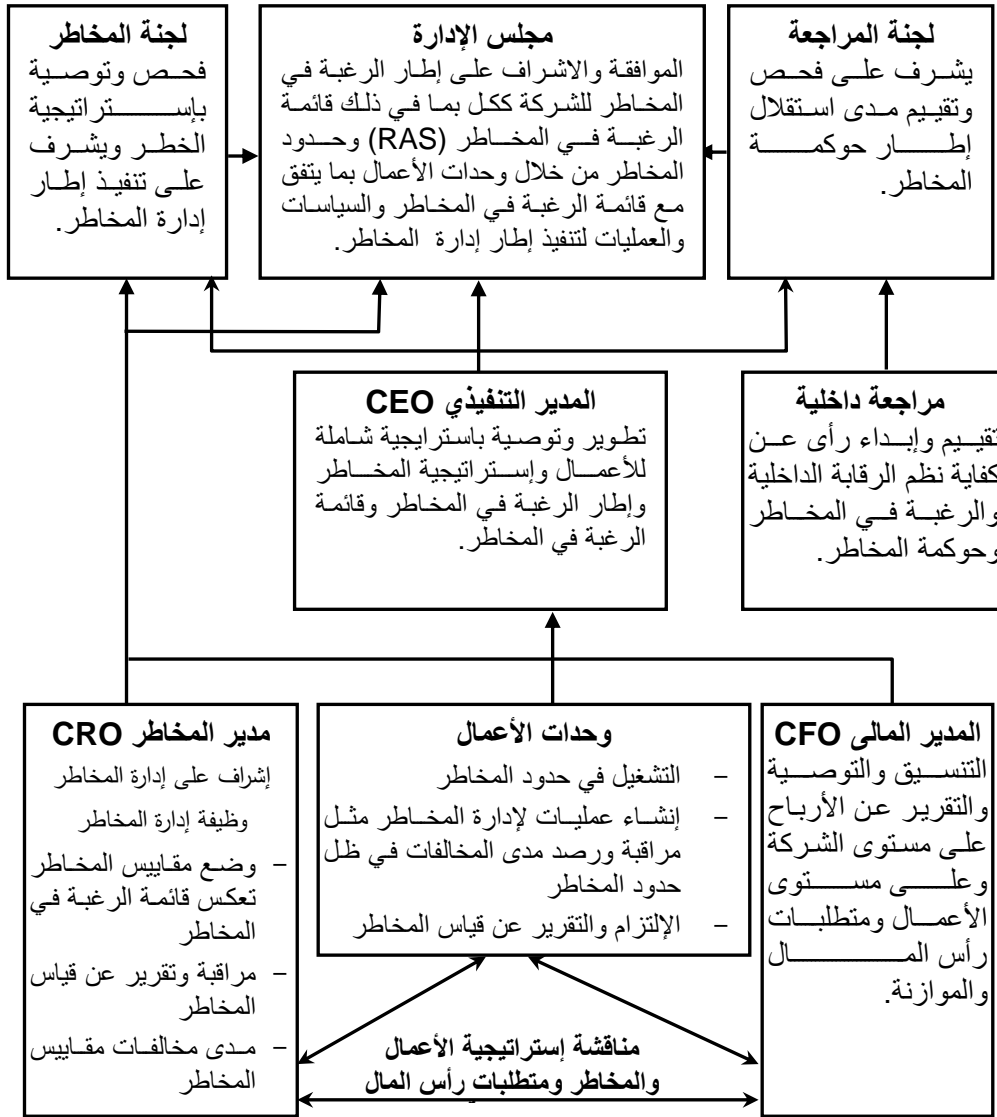 لجنة المراجعة
يشرف على فحص
وتقييم مدى استقلال
إطار حوكمة
المخاطر.
مجلس الإدارة
الموافقة والاشراف على إطار الرغبة في
المخاطر للشركة ككل بما في ذلك قائمة
الرغبة في المخاطر (RAS) وحدود
المخاطر من خلال وحدات الأعمال بما يتفق
مع قائمة الرغبة في المخاطر والسياسات
والعمليات لتنفيذ إطار إدارة المخاطر.
لجنة المخاطر
فحص وتوصية
بإستراتيجية
الخطر ويشرف
على تنفيذ إطار
إدارة المخاطر.
مراجعة داخلية
تقييم وإبداء رأى عن
كفاية نظم الرقابة الداخلية
والرغبة في المخاطر
وحوكمة المخاطر.
المدير التنفيذي CEO
تطوير وتوصية باسترايجية شاملة
للأعمال وإستراتيجية المخاطر
وإطار الرغبة في المخاطر وقائمة
الرغبة في المخاطر.
المدير المالى CFO
التنسيق والتوصية
والتقرير عن الأرباح
على مستوى الشركة
وعلى مستوى
الأعمال ومتطلبات
رأس المال
والموازنة.
وحدات الأعمال
- التشغيل في حدود المخاطر
- إنشاء عمليات لإدارة المخاطر مثل
مراقبة ورصد مدى المخالفات في ظل
حدود المخاطر
- الإلتزام والتقرير عن قياس المخاطر
مدير المخاطر CRO
إشراف على إدارة المخاطر
وظيفة إدارة المخاطر
- وضع مقاييس المخاطر
تعكس قائمة الرغبة في
المخاطر
- مراقبة وتقرير عن قياس
المخاطر
- مدى مخالفات مقاييس
المخاطر
مناقشة إستراتيجية الأعمال
والمخاطر ومتطلبات رأس المال